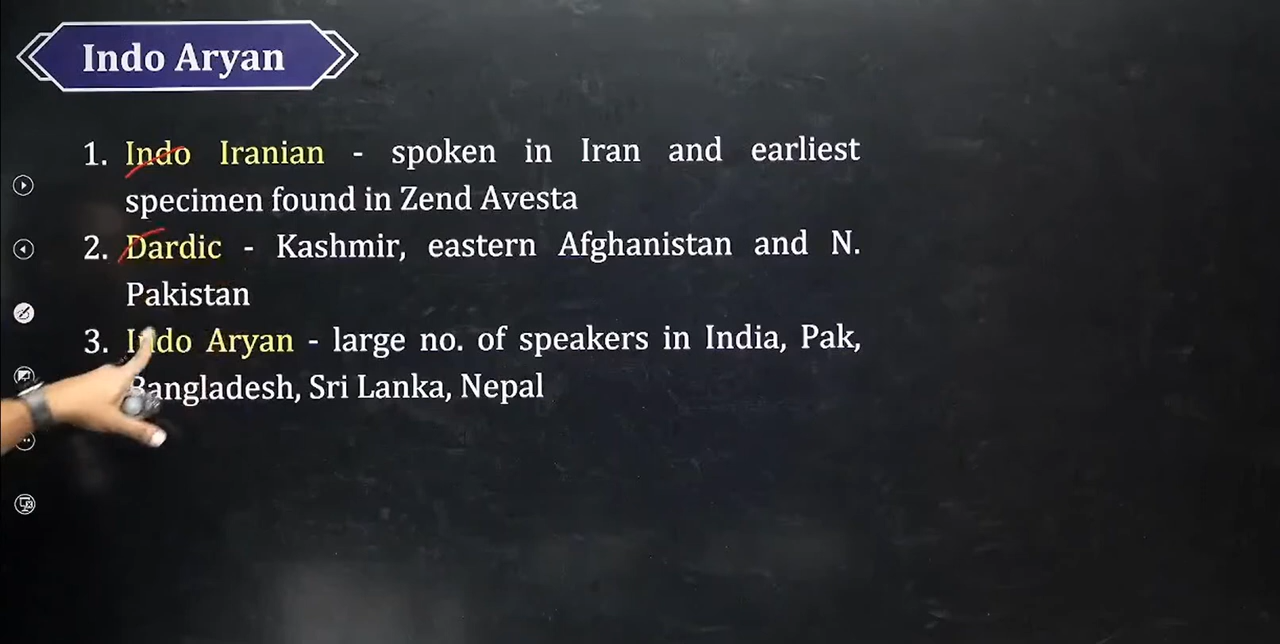 Indo Aryan
1. Indo Iranian - spoken in Iran and earliest
specimen found in Zend Avesta
2. Dardic - Kashmir, eastern Afghanistan and N.
Pakistan
3. Indo Aryan - large no. of speakers in India, Pak,
Bangladesh, Sri Lanka, Nepal